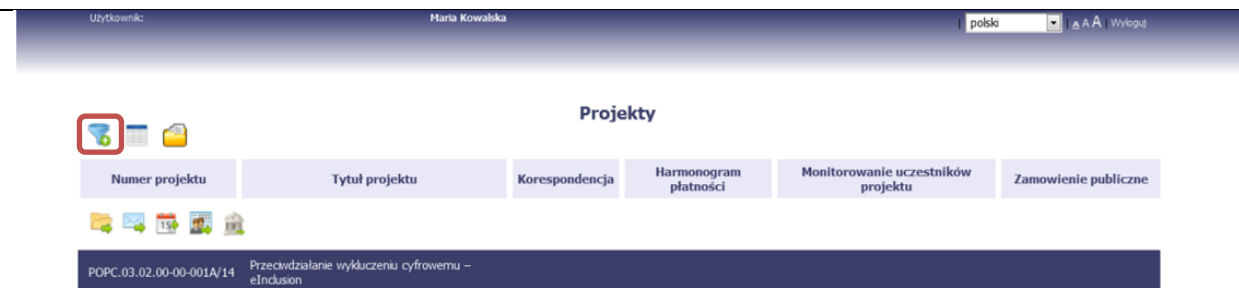 Użytkownik: Maria Kowalska | polski | A A A | Wyloguj
Projekty
Numer projektu Tytuł projektu Korespondencja Harmonogram płatności Monitorowanie uczestników projektu Zamowienie publiczne
15
POPC.03.02.00-00-001A/14 Przeciwdziałanie wykluczeniu cyfrowemu –
eInclusion